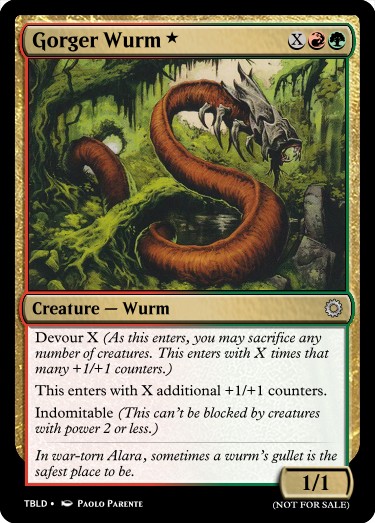 Gorger Wurm ★ X
Creature — Wurm
Devour X (As this enters, you may sacrifice any
number of creatures. This enters with X times that
many +1/+1 counters.)
This enters with X additional +1/+1 counters.
Indomitable (This can't be blocked by creatures
with power 2 or less.)
In war-torn Alara, sometimes a wurm's gullet is the
safest place to be.
1/1
TBLD • Paolo Parente
(NOT FOR SALE)